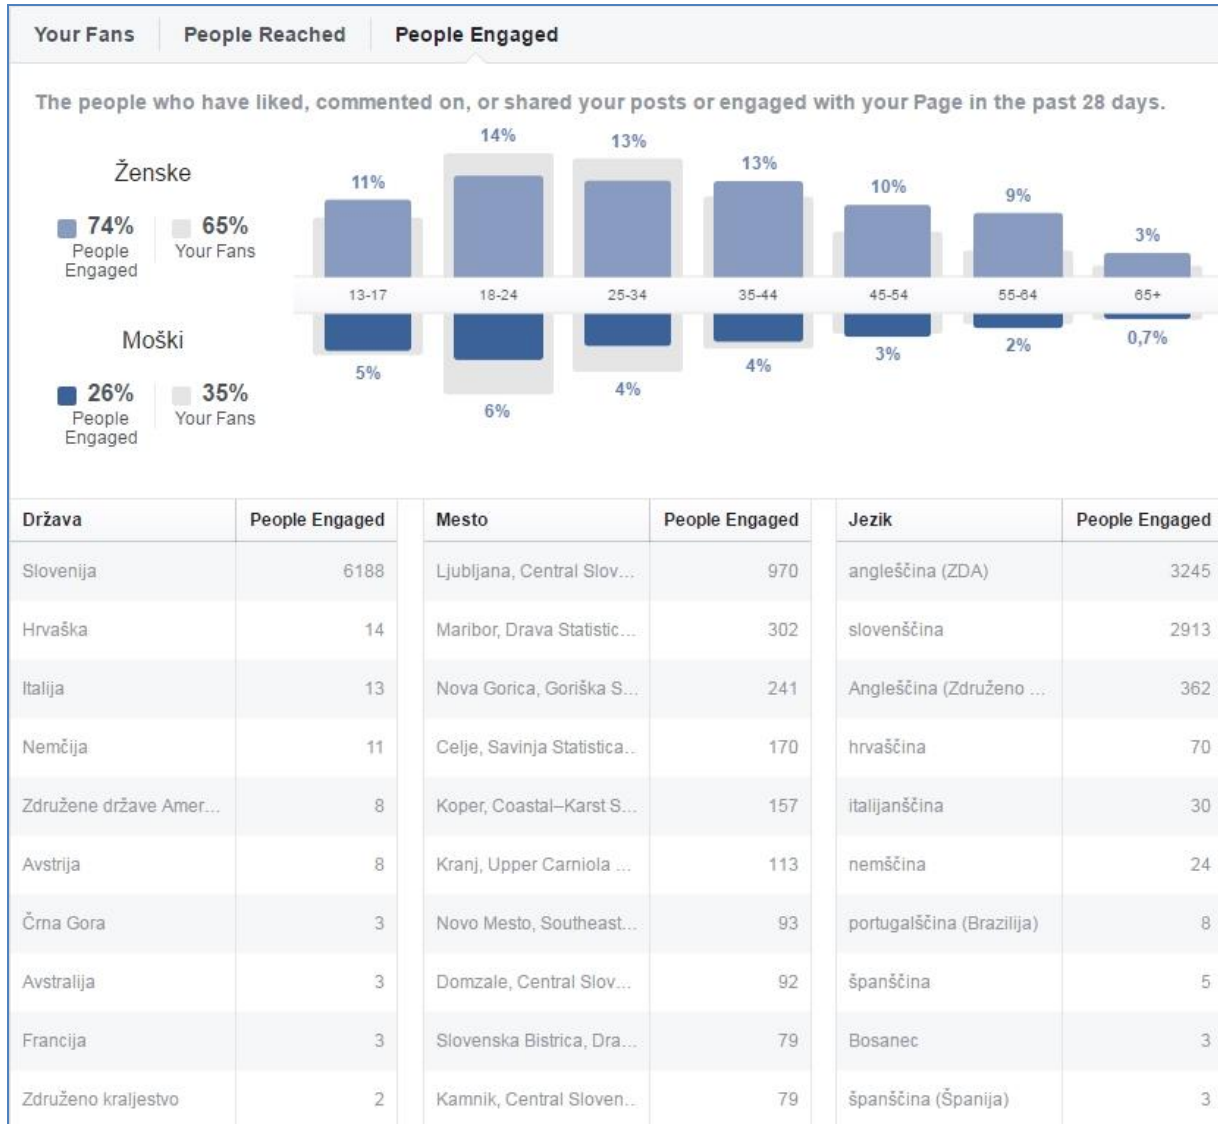 Your Fans People Reached People Engaged
The people who have liked, commented on, or shared your posts or engaged with your Page in the past 28 days.
Ženske
74% People Engaged
65% Your Fans
11% 14% 13% 13% 10% 9% 3%
13-17 18-24 25-34 35-44 45-54 55-64 65+
Moški
26% People Engaged
35% Your Fans
5% 6% 4% 4% 3% 2% 0,7%
Država People Engaged Mesto People Engaged Jezik People Engaged
Slovenija 6188 Ljubljana, Central Slov... 970 angleščina (ZDA) 3245
Hrvaška 14 Maribor, Drava Statistic... 302 slovenščina 2913
Italija 13 Nova Gorica, Goriška S... 241 Angleščina (Združeno ... 362
Nemčija 11 Celje, Savinja Statistica.. 170 hrvaščina 70
Združene države Amer... 8 Koper, Coastal–Karst S... 157 italijanščina 30
Avstrija 8 Kranj, Upper Carniola ... 113 nemščina 24
Črna Gora 3 Novo Mesto, Southeast... 93 portugalščina (Brazilija) 8
Avstralija 3 Domzale, Central Slov... 92 španščina 5
Francija 3 Slovenska Bistrica, Dra... 79 Bosanec 3
Združeno kraljestvo 2 Kamnik, Central Sloven.. 79 španščina (Španija) 3